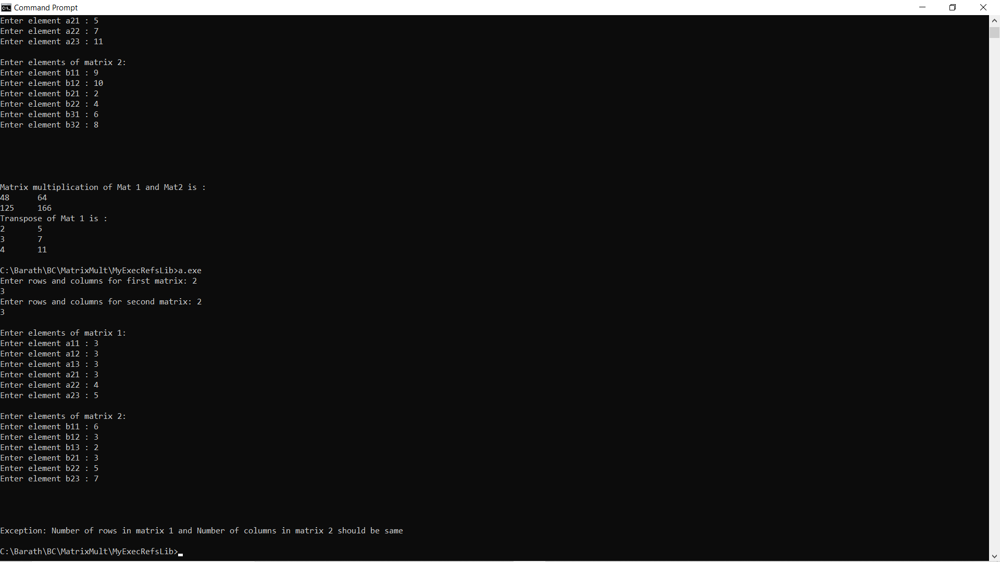 Command Prompt
Enter element a21 : 5
Enter element a22 : 7
Enter element a23 : 11
Enter elements of matrix 2:
Enter element b11 : 9
Enter element b12 : 10
Enter element b21 : 2
Enter element b22 : 4
Enter element b31 : 6
Enter element b32 : 8
Matrix multiplication of Mat 1 and Mat2 is :
48 64
125 166
Transpose of Mat 1 is :
2 5
3 7
4 11
C:\Barath\BC\MatrixMult\MyExecRefsLib>a.exe
Enter rows and columns for first matrix: 2
3
Enter rows and columns for second matrix: 2
3
Enter elements of matrix 1:
Enter element a11 : 3
Enter element a12 : 3
Enter element a13 : 3
Enter element a21 : 3
Enter element a22 : 4
Enter element a23 : 5
Enter elements of matrix 2:
Enter element b11 : 6
Enter element b12 : 3
Enter element b13 : 2
Enter element b21 : 3
Enter element b22 : 5
Enter element b23 : 7
Exception: Number of rows in matrix 1 and Number of columns in matrix 2 should be same
C:\Barath\BC\MatrixMult\MyExecRefsLib>